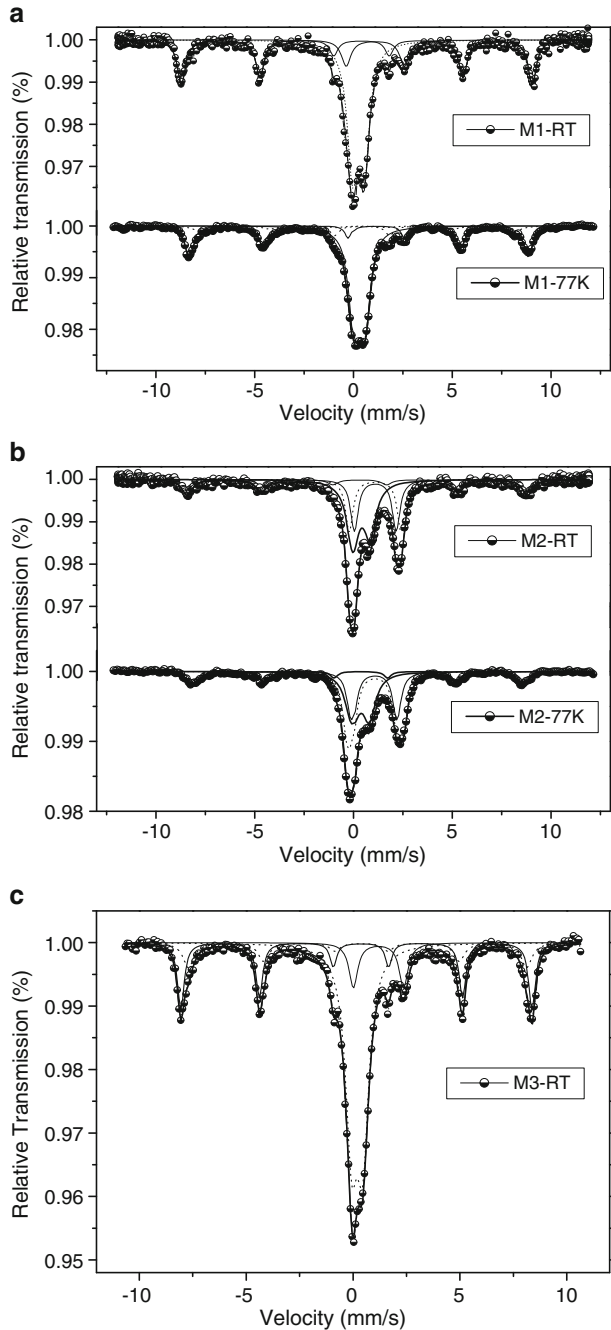 a
1.00
0.99
0.98
0.97
M1-RT
1.00
0.99
0.98
M1-77K
Relative transmission (%)
-10 -5 0 5 10
Velocity (mm/s)
b
1.00
0.99
0.98
0.97
M2-RT
1.00
0.99
0.98
M2-77K
Relative transmission (%)
-10 -5 0 5 10
Velocity (mm/s)
c
1.00
0.99
0.98
0.97
0.96
0.95
M3-RT
Relative Transmission (%)
-10 -5 0 5 10
Velocity (mm/s)